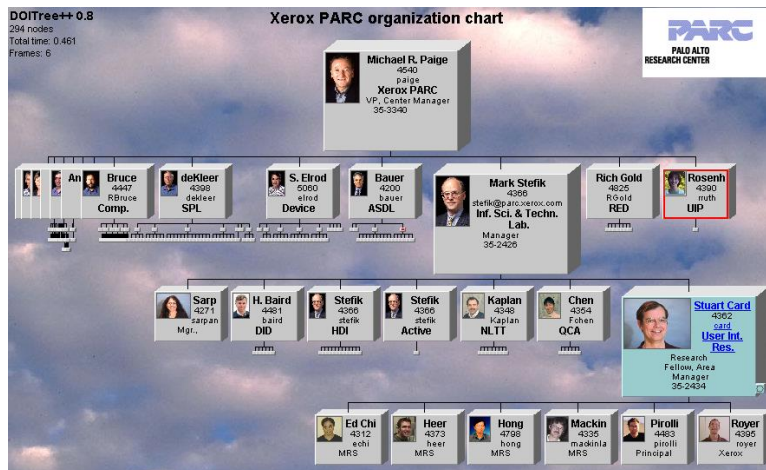 DOITree++ 0.8
294 nodes
Total time: 0.461
Frames: 6
Xerox PARC organization chart
PARC
PALO ALTO
RESEARCH CENTER
Michael R. Paige
4540
paige
Xerox PARC
VP, Center Manager
35-3340
An
Bruce
4447
RBruce
Comp.
deKleer
4398
dekleer
SPL
S. Elrod
5060
elrod
Device
Bauer
4200
bauer
ASDL
Mark Stefik
4366
stefik@parc.xerox.com
Inf. Sci. & Techn.
Lab.
Manager
35-2426
Rich Gold
4825
RGold
RED
Rosenh
4390
ruth
UIP
Sarp
4271
sarpan
Mgr.,
H. Baird
4481
baird
DID
Stefik
4366
stefik
HDI
Stefik
4366
stefik
Active
Kaplan
4348
Kaplan
NLTT
Chen
4354
Fchen
QCA
Stuart Card
4362
card
User Int.
Res.
Research
Fellow, Area
Manager
35-2434
Ed Chi
4312
echi
MRS
Heer
4373
heer
MRS
Hong
4798
hong
MRS
Mackin
4335
mackinla
MRS
Pirolli
4483
pirolli
Principal
Royer
4395
royer
Xerox